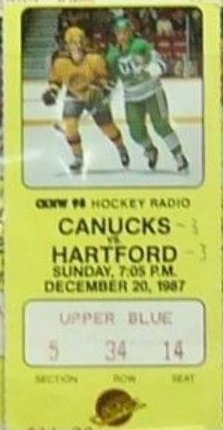 CKNW 98 HOCKEY RADIO
CANUCKS - 3
VS.
HARTFORD - 3
SUNDAY, 7:05 P.M.
DECEMBER 20, 1987
UPPER BLUE
5 34 14
SECTION ROW SEAT